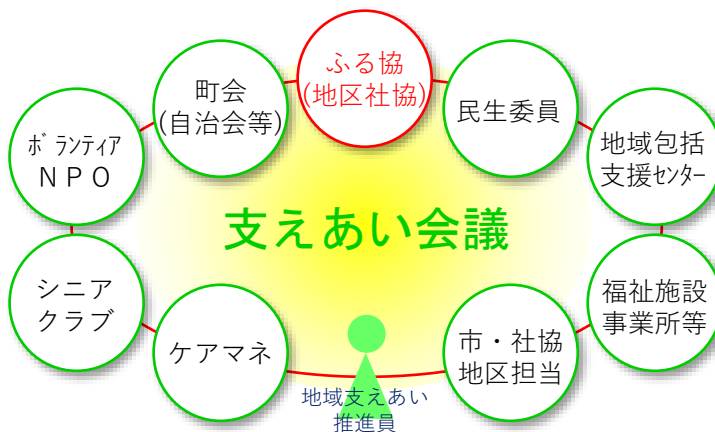 ふる協
(地区社協)
町会
(自治会等)
民生委員
ボランティア
ＮＰＯ
地域包括
支援センター
支えあい会議
シニア
クラブ
福祉施設
事業所等
ケアマネ
市・社協
地区担当
地域支えあい
推進員